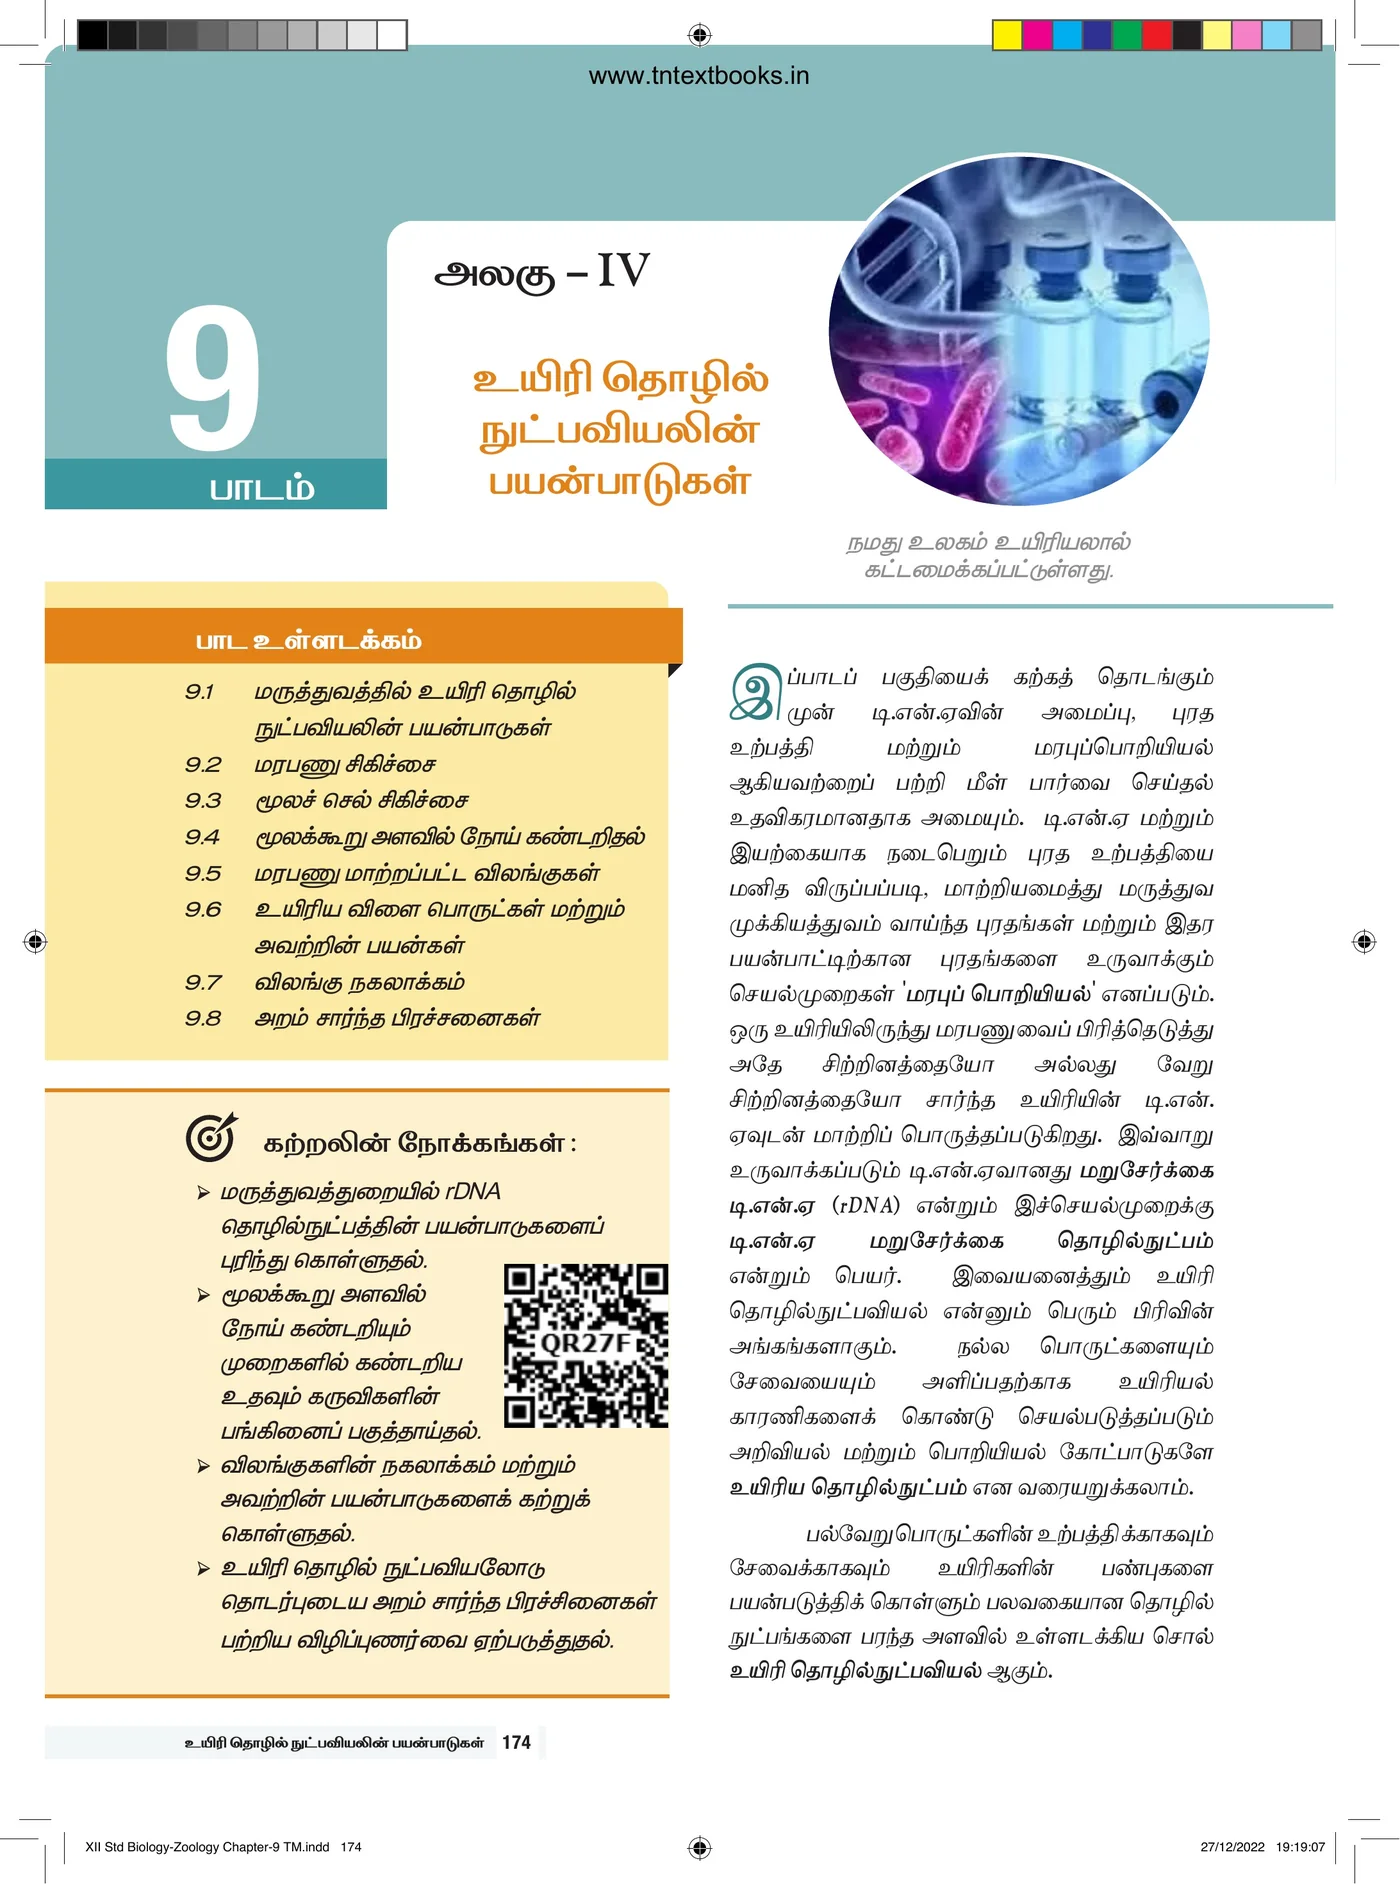 www.tntextbooks.in
அலகு – IV
9
பாடம்
உயிரி தொழில்
நுட்பவியலின்
பயன்பாடுகள்
நமது உலகம் உயிரியலால்
கட்டமைக்கப்பட்டுள்ளது.
பாட உள்ளடக்கம்
9.1 மருத்துவத்தில் உயிரி தொழில்
நுட்பவியலின் பயன்பாடுகள்
9.2 மரபணு சிகிச்சை
9.3 மூலச் செல் சிகிச்சை
9.4 மூலக்கூறு அளவில் நோய் கண்டறிதல்
9.5 மரபணு மாற்றப்பட்ட விலங்குகள்
9.6 உயிரிய விளை பொருட்கள் மற்றும்
அவற்றின் பயன்கள்
9.7 விலங்கு நகலாக்கம்
9.8 அறம் சார்ந்த பிரச்சனைகள்
கற்றலின் நோக்கங்கள் :
➢ மருத்துவத்துறையில் rDNA
தொழில்நுட்பத்தின் பயன்பாடுகளைப்
புரிந்து கொள்ளுதல்.
➢ மூலக்கூறு அளவில்
நோய் கண்டறியும்
முறைகளில் கண்டறிய
உதவும் கருவிகளின்
பங்கினைப் பகுத்தாய்தல்.
➢ விலங்குகளின் நகலாக்கம் மற்றும்
அவற்றின் பயன்பாடுகளைக் கற்றுக்
கொள்ளுதல்.
➢ உயிரி தொழில் நுட்பவியலோடு
தொடர்புடைய அறம் சார்ந்த பிரச்சினைகள்
பற்றிய விழிப்புணர்வை ஏற்படுத்துதல்.
QR27F
இப்பாடப் பகுதியைக் கற்கத் தொடங்கும்
முன் டி.என்.ஏவின் அமைப்பு, புரத
உற்பத்தி மற்றும் மரபுப்பொறியியல்
ஆகியவற்றைப் பற்றி மீள் பார்வை செய்தல்
உதவிகரமானதாக அமையும். டி.என்.ஏ மற்றும்
இயற்கையாக நடைபெறும் புரத உற்பத்தியை
மனித விருப்பப்படி, மாற்றியமைத்து மருத்துவ
முக்கியத்துவம் வாய்ந்த புரதங்கள் மற்றும் இதர
பயன்பாட்டிற்கான புரதங்களை உருவாக்கும்
செயல்முறைகள் 'மரபுப் பொறியியல்' எனப்படும்.
ஒரு உயிரியிலிருந்து மரபணுவைப் பிரித்தெடுத்து
அதே சிற்றினத்தையோ அல்லது வேறு
சிற்றினத்தையோ சார்ந்த உயிரியின் டி.என்.
ஏவுடன் மாற்றிப் பொருத்தப்படுகிறது. இவ்வாறு
உருவாக்கப்படும் டி.என்.ஏவானது மறுசேர்க்கை
டி.என்.ஏ (rDNA) என்றும் இச்செயல்முறைக்கு
டி.என்.ஏ மறுசேர்க்கை தொழில்நுட்பம்
என்றும் பெயர். இவையனைத்தும் உயிரி
தொழில்நுட்பவியல் என்னும் பெரும் பிரிவின்
அங்கங்களாகும். நல்ல பொருட்களையும்
சேவையையும் அளிப்பதற்காக உயிரியல்
காரணிகளைக் கொண்டு செயல்படுத்தப்படும்
அறிவியல் மற்றும் பொறியியல் கோட்பாடுகளே
உயிரிய தொழில்நுட்பம் என வரையறுக்கலாம்.
பல்வேறு பொருட்களின் உற்பத்திக்காகவும்
சேவைக்காகவும் உயிரிகளின் பண்புகளை
பயன்படுத்திக் கொள்ளும் பலவகையான தொழில்
நுட்பங்களை பரந்த அளவில் உள்ளடக்கிய சொல்
உயிரி தொழில்நுட்பவியல் ஆகும்.
உயிரி தொழில் நுட்பவியலின் பயன்பாடுகள் 174
XII Std Biology-Zoology Chapter-9 TM.indd 174
27/12/2022 19:19:07